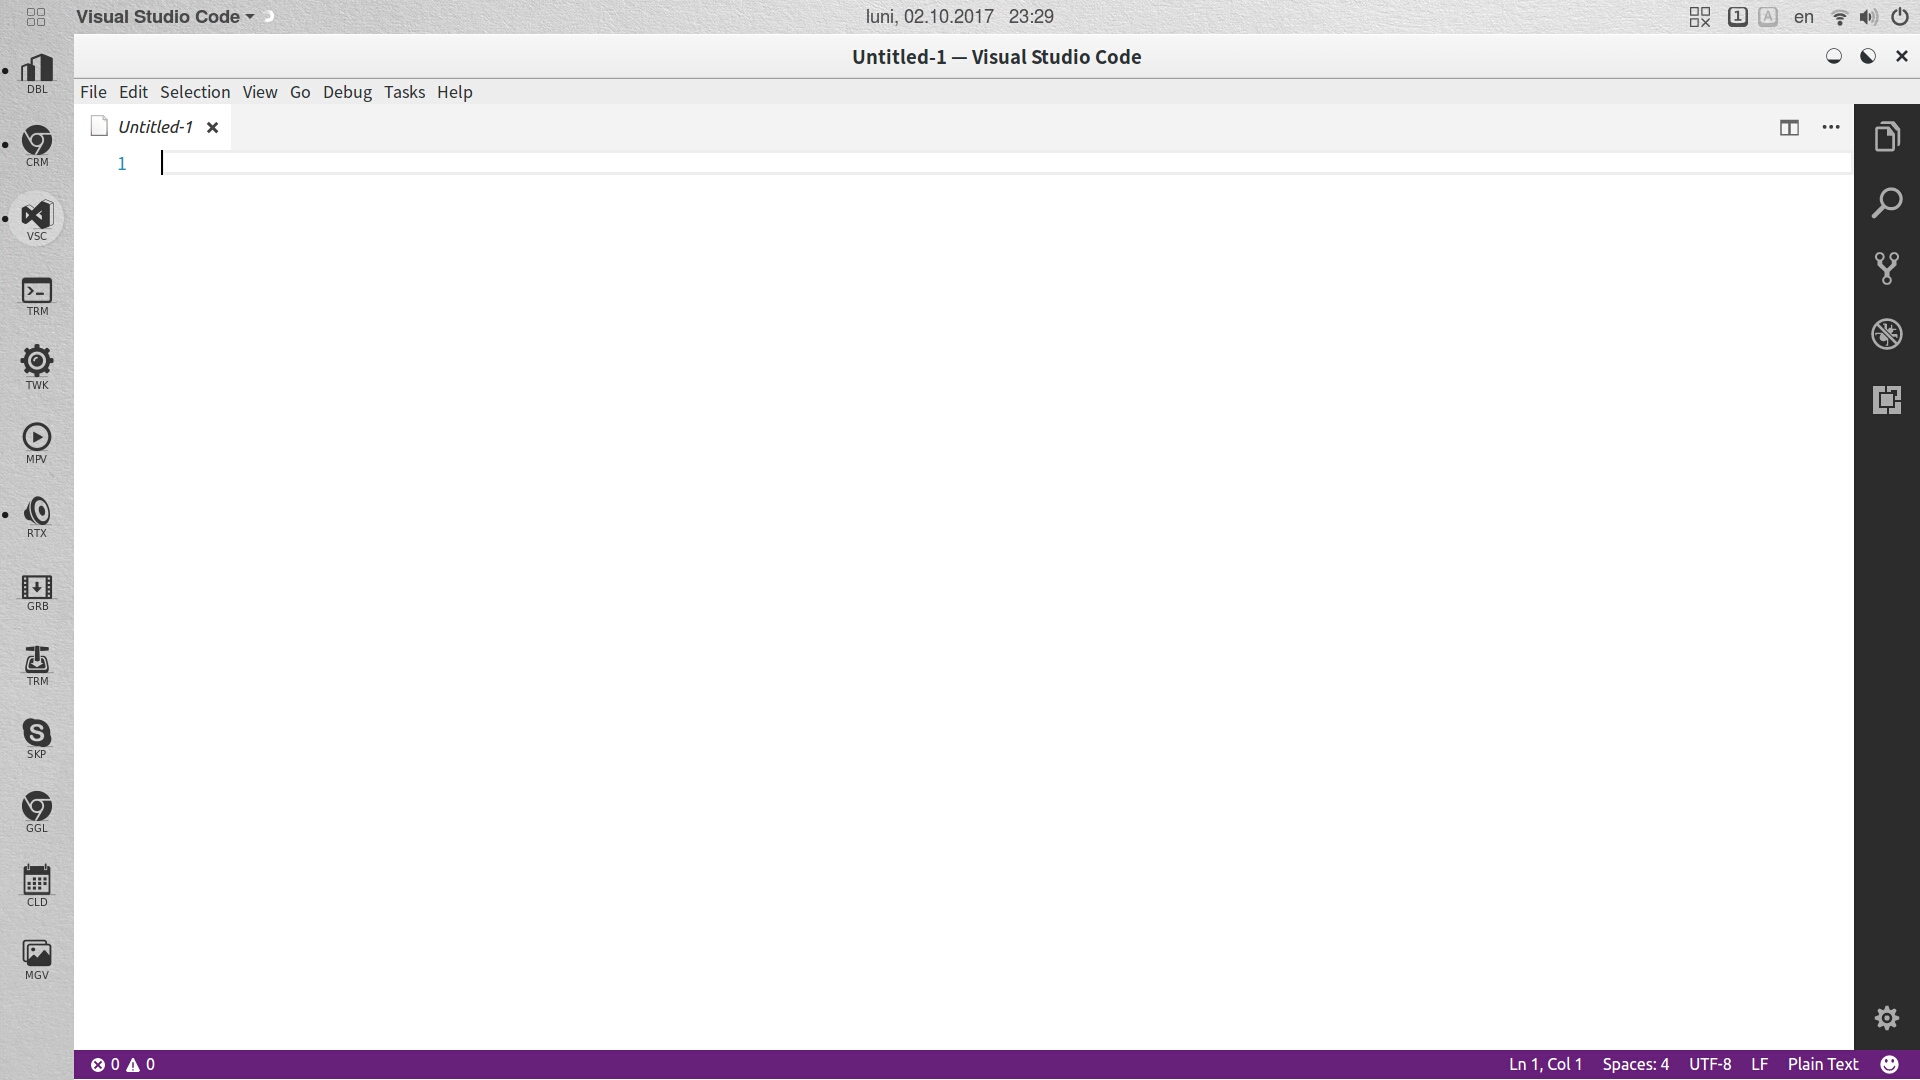 Visual Studio Code
luni, 02.10.2017 23:29
1
A
en
Untitled-1 — Visual Studio Code
File Edit Selection View Go Debug Tasks Help
Untitled-1
1
DBL
CRM
VSC
TRM
TWK
MPV
RTX
GRB
TRM
SKP
GGL
CLD
MGV
0 0
Ln 1, Col 1 Spaces: 4 UTF-8 LF Plain Text